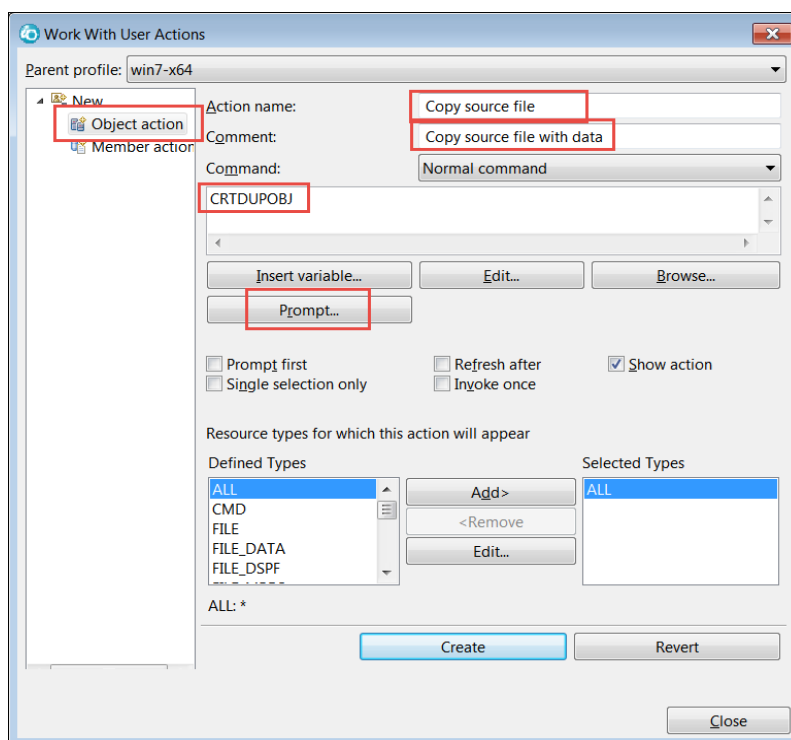 Work With User Actions
Parent profile: win7-x64
New
Object action
Member action
Action name: Copy source file
Comment: Copy source file with data
Command: Normal command
CRTDUPOBJ
Insert variable... Edit... Browse...
Prompt...
Prompt first Refresh after Show action
Single selection only Invoke once
Resource types for which this action will appear
Defined Types Selected Types
ALL Add> ALL
CMD
FILE <Remove
FILE_DATA Edit...
FILE_DSPF
ALL: *
Create Revert
Close